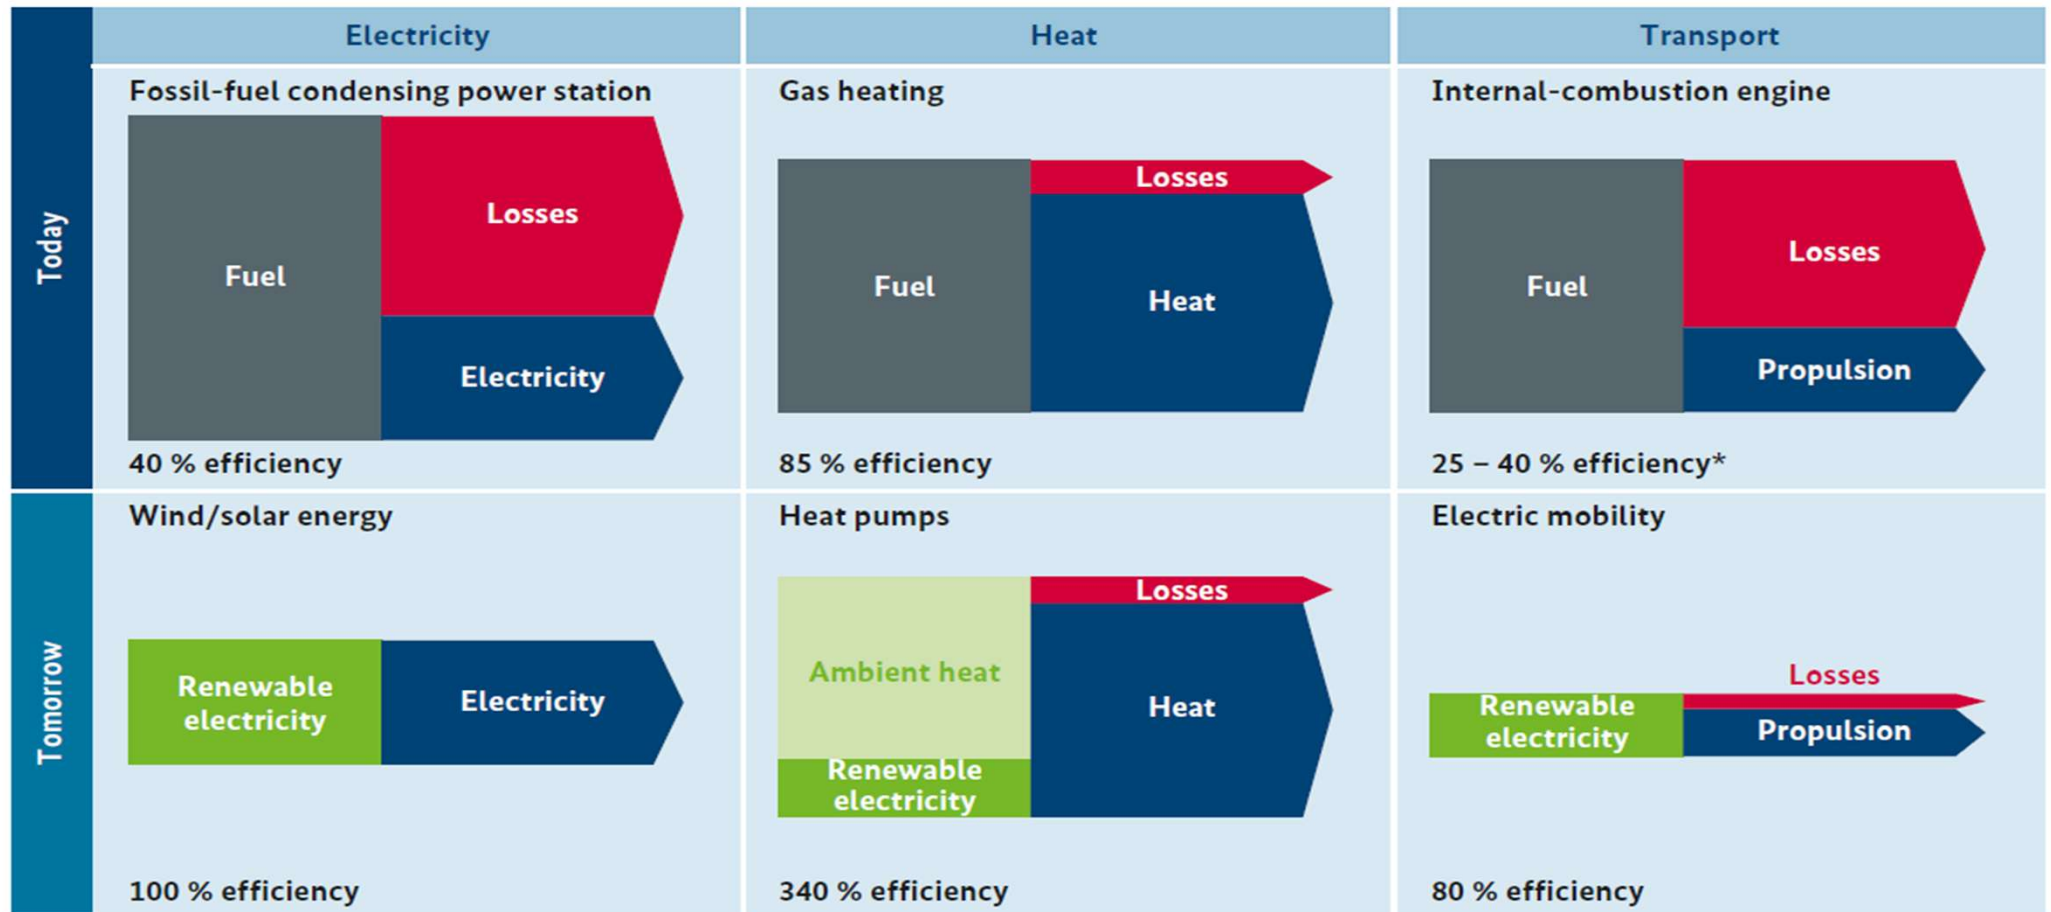 Electricity
Heat
Transport
Today
Fossil-fuel condensing power station
Fuel
Losses
Electricity
40 % efficiency
Gas heating
Fuel
Losses
Heat
85 % efficiency
Internal-combustion engine
Fuel
Losses
Propulsion
25 – 40 % efficiency*
Tomorrow
Wind/solar energy
Renewable
electricity
Electricity
100 % efficiency
Heat pumps
Ambient heat
Renewable
electricity
Losses
Heat
340 % efficiency
Electric mobility
Renewable
electricity
Losses
Propulsion
80 % efficiency